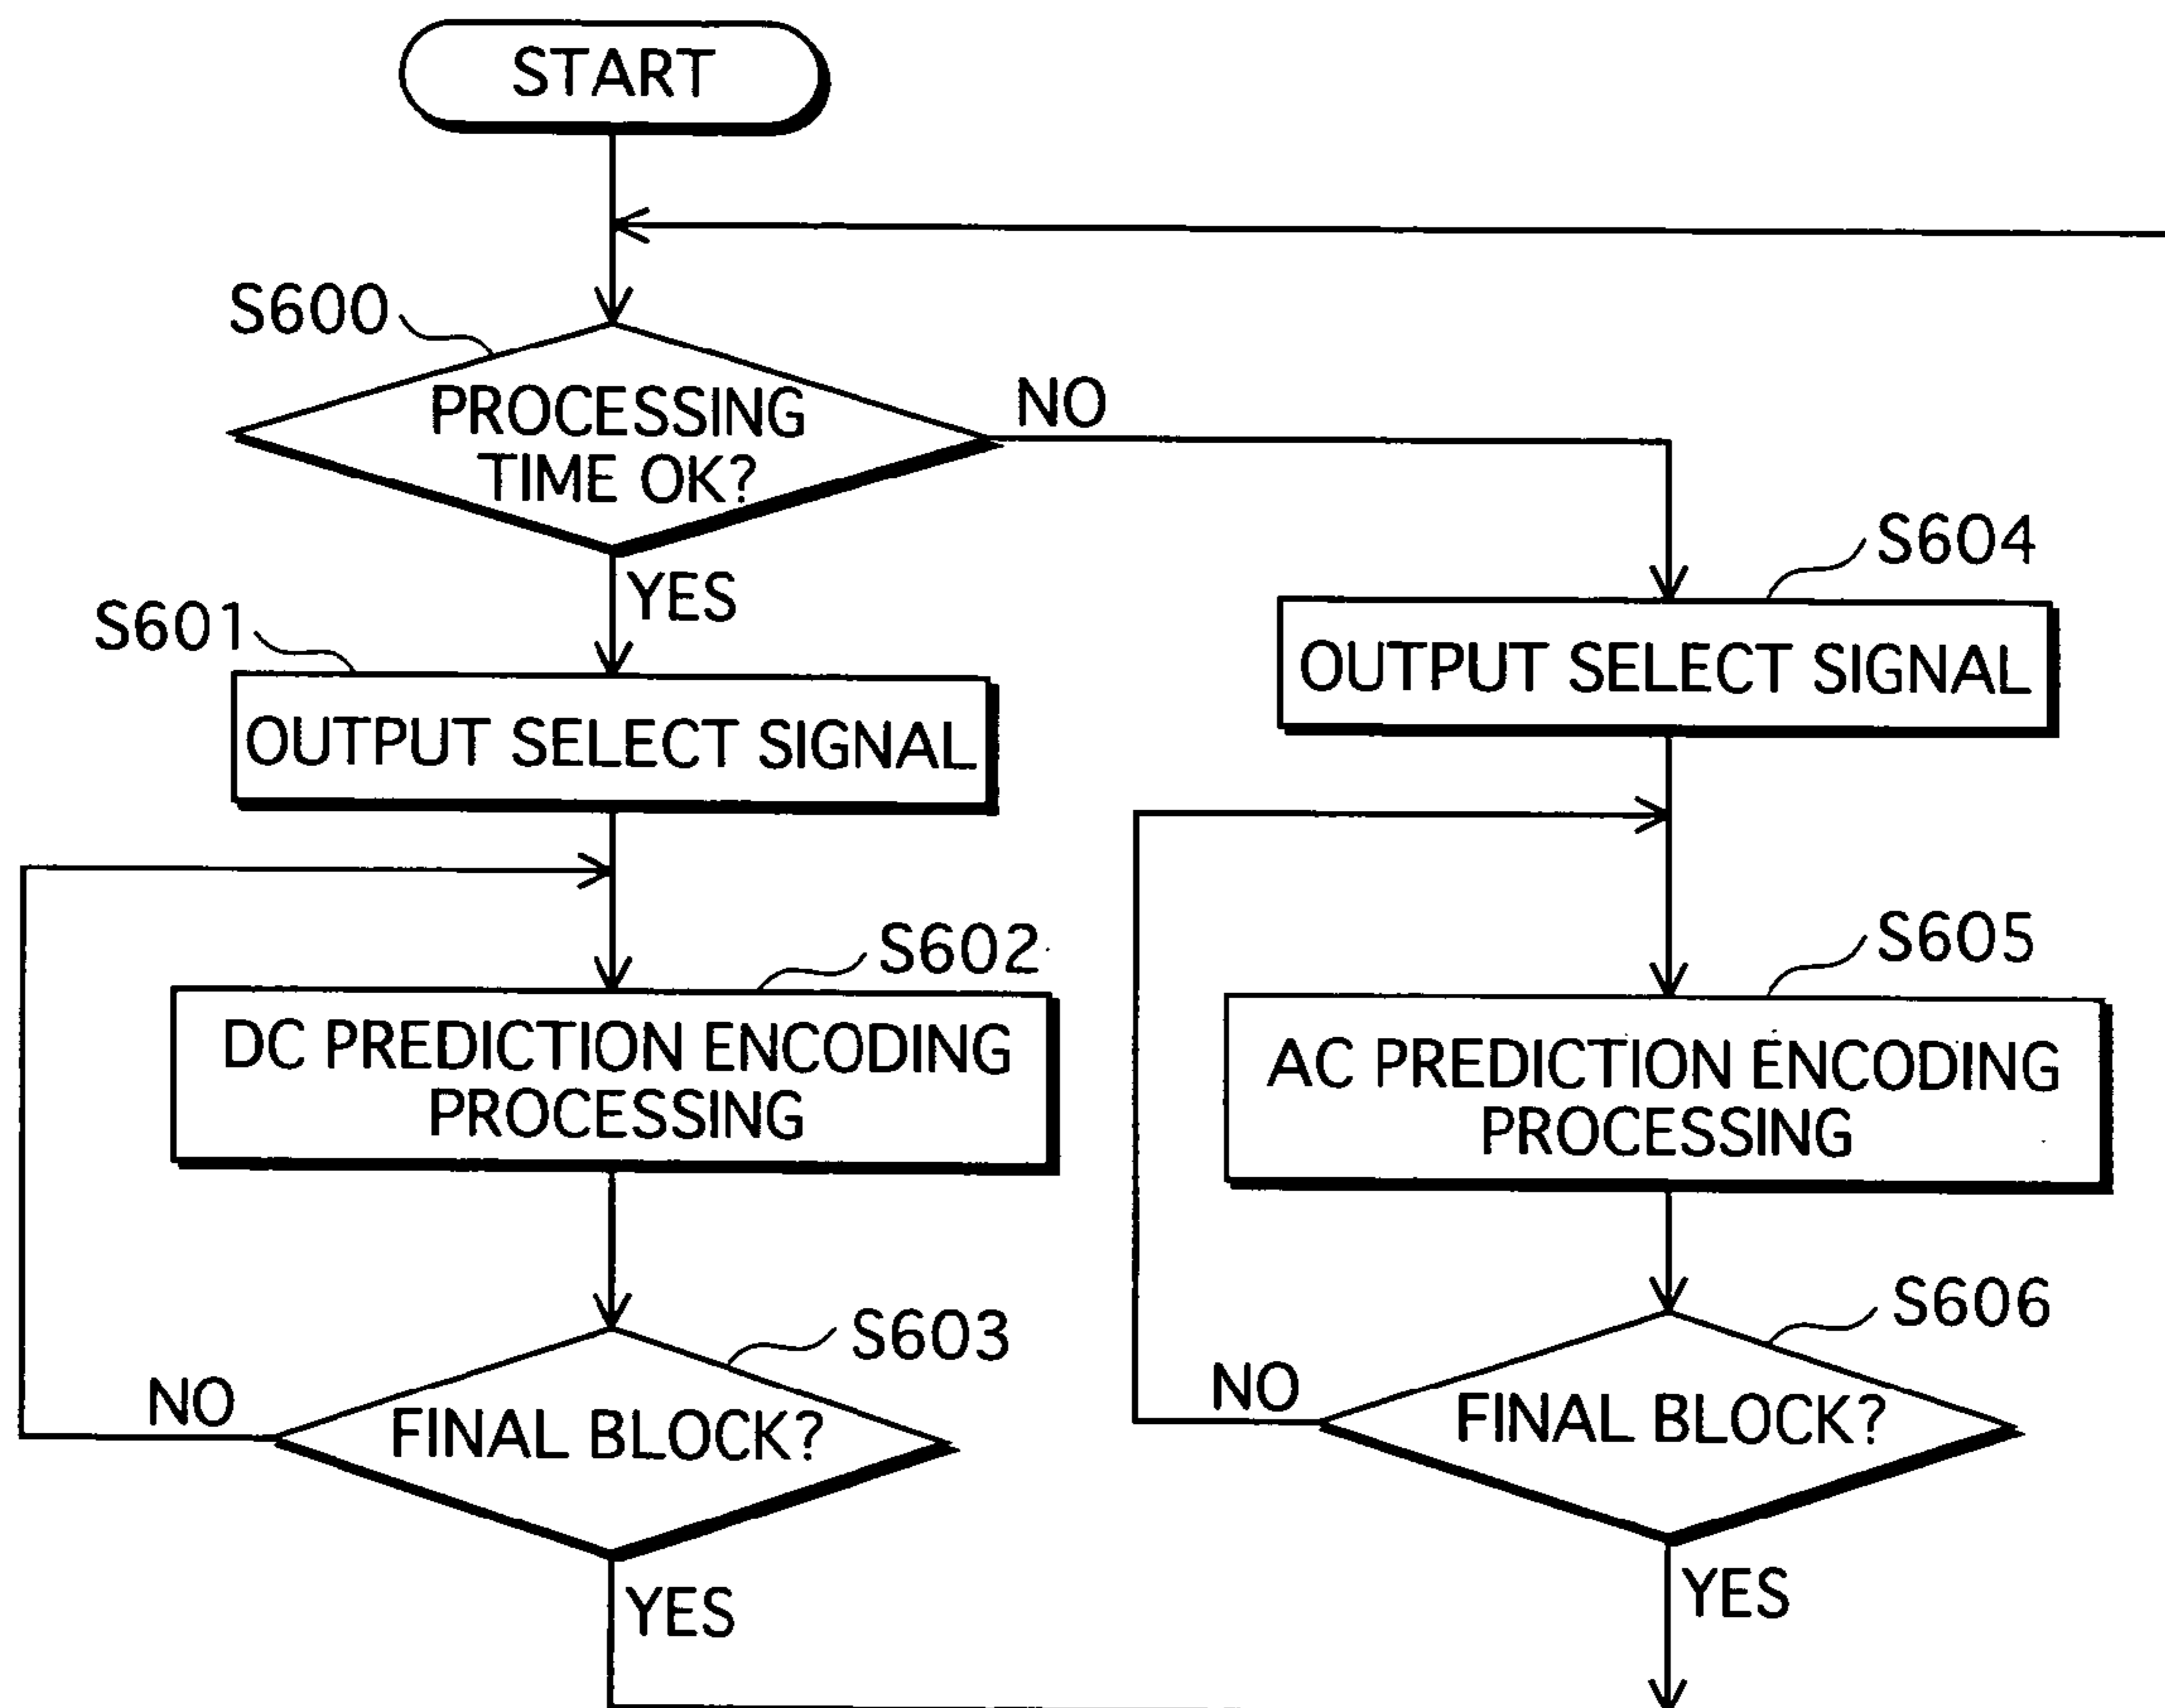 START
S600
PROCESSING
TIME OK?
NO
YES
S601
OUTPUT SELECT SIGNAL
S604
OUTPUT SELECT SIGNAL
S602
DC PREDICTION ENCODING
PROCESSING
S605
AC PREDICTION ENCODING
PROCESSING
S603
FINAL BLOCK?
NO
YES
S606
FINAL BLOCK?
NO
YES